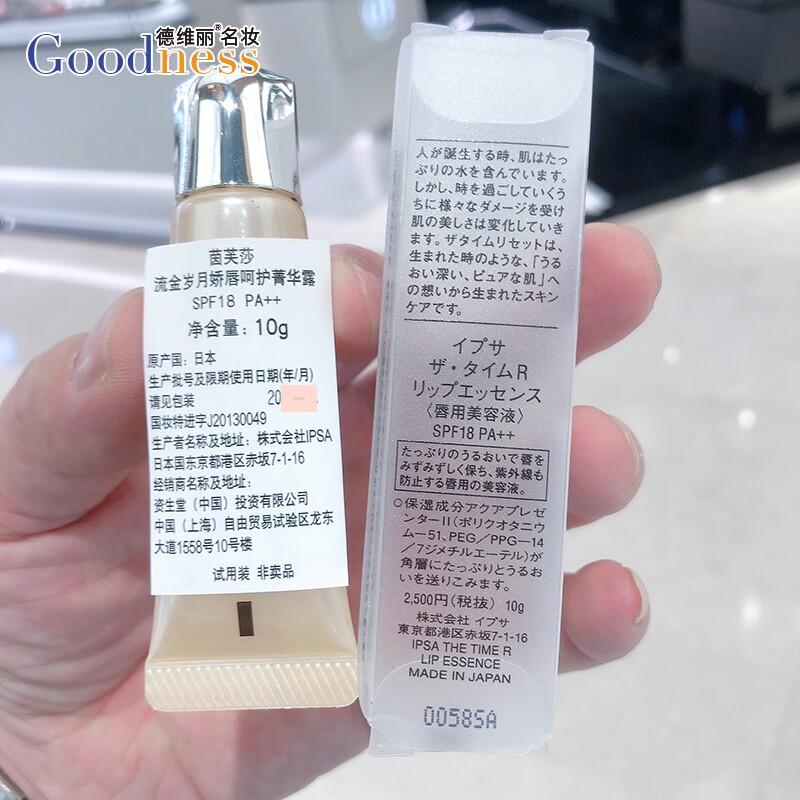 德维丽®名妆
Goodness
茵芙莎
流金岁月娇唇呵护菁华露
SPF18 PA++
净含量：10g
原产国：日本
生产批号及限期使用日期(年/月)
请见包装 20
国妆特进字J20130049
生产者名称及地址：株式会社IPSA
日本国东京都港区赤坂7-1-16
经销商名称及地址：
资生堂（中国）投资有限公司
中国（上海）自由贸易试验区龙东
大道1558号10号楼
试用装 非卖品
人が誕生する時、肌はたっ
ぷりの水を含んでいます。
しかし、時を過ごしていくう
ちに様々なダメージを受け
肌の美しさは変化していき
ます。ザタイムリセットは、
生まれた時のような、「うる
おい深い、ピュアな肌」へ
の想いから生まれたスキン
ケアです。
イプサ
ザ・タイムR
リップエッセンス
〈唇用美容液〉
SPF18 PA++
たっぷりのうるおいで唇を
みずみずしく保ち、紫外線も
防止する唇用の美容液。
○保湿成分アクアプレゼ
ンターII(ポリクオタニウ
ム-51、PEG／PPG-14
／7ジメチルエーテル)が
角層にたっぷりとうるお
いを送りこみます。
2,500円(税抜) 10g
株式会社 イプサ
東京都港区赤坂7-1-16
IPSA THE TIME R
LIP ESSENCE
MADE IN JAPAN
00585A